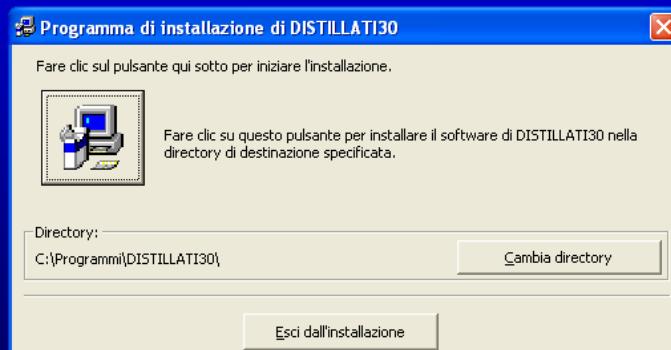 Programma di installazione di DISTILLATI30
Fare clic sul pulsante qui sotto per iniziare l'installazione.
Fare clic su questo pulsante per installare il software di DISTILLATI30 nella
directory di destinazione specificata.
Directory:
C:\Programmi\DISTILLATI30\
Cambia directory
Esci dall'installazione